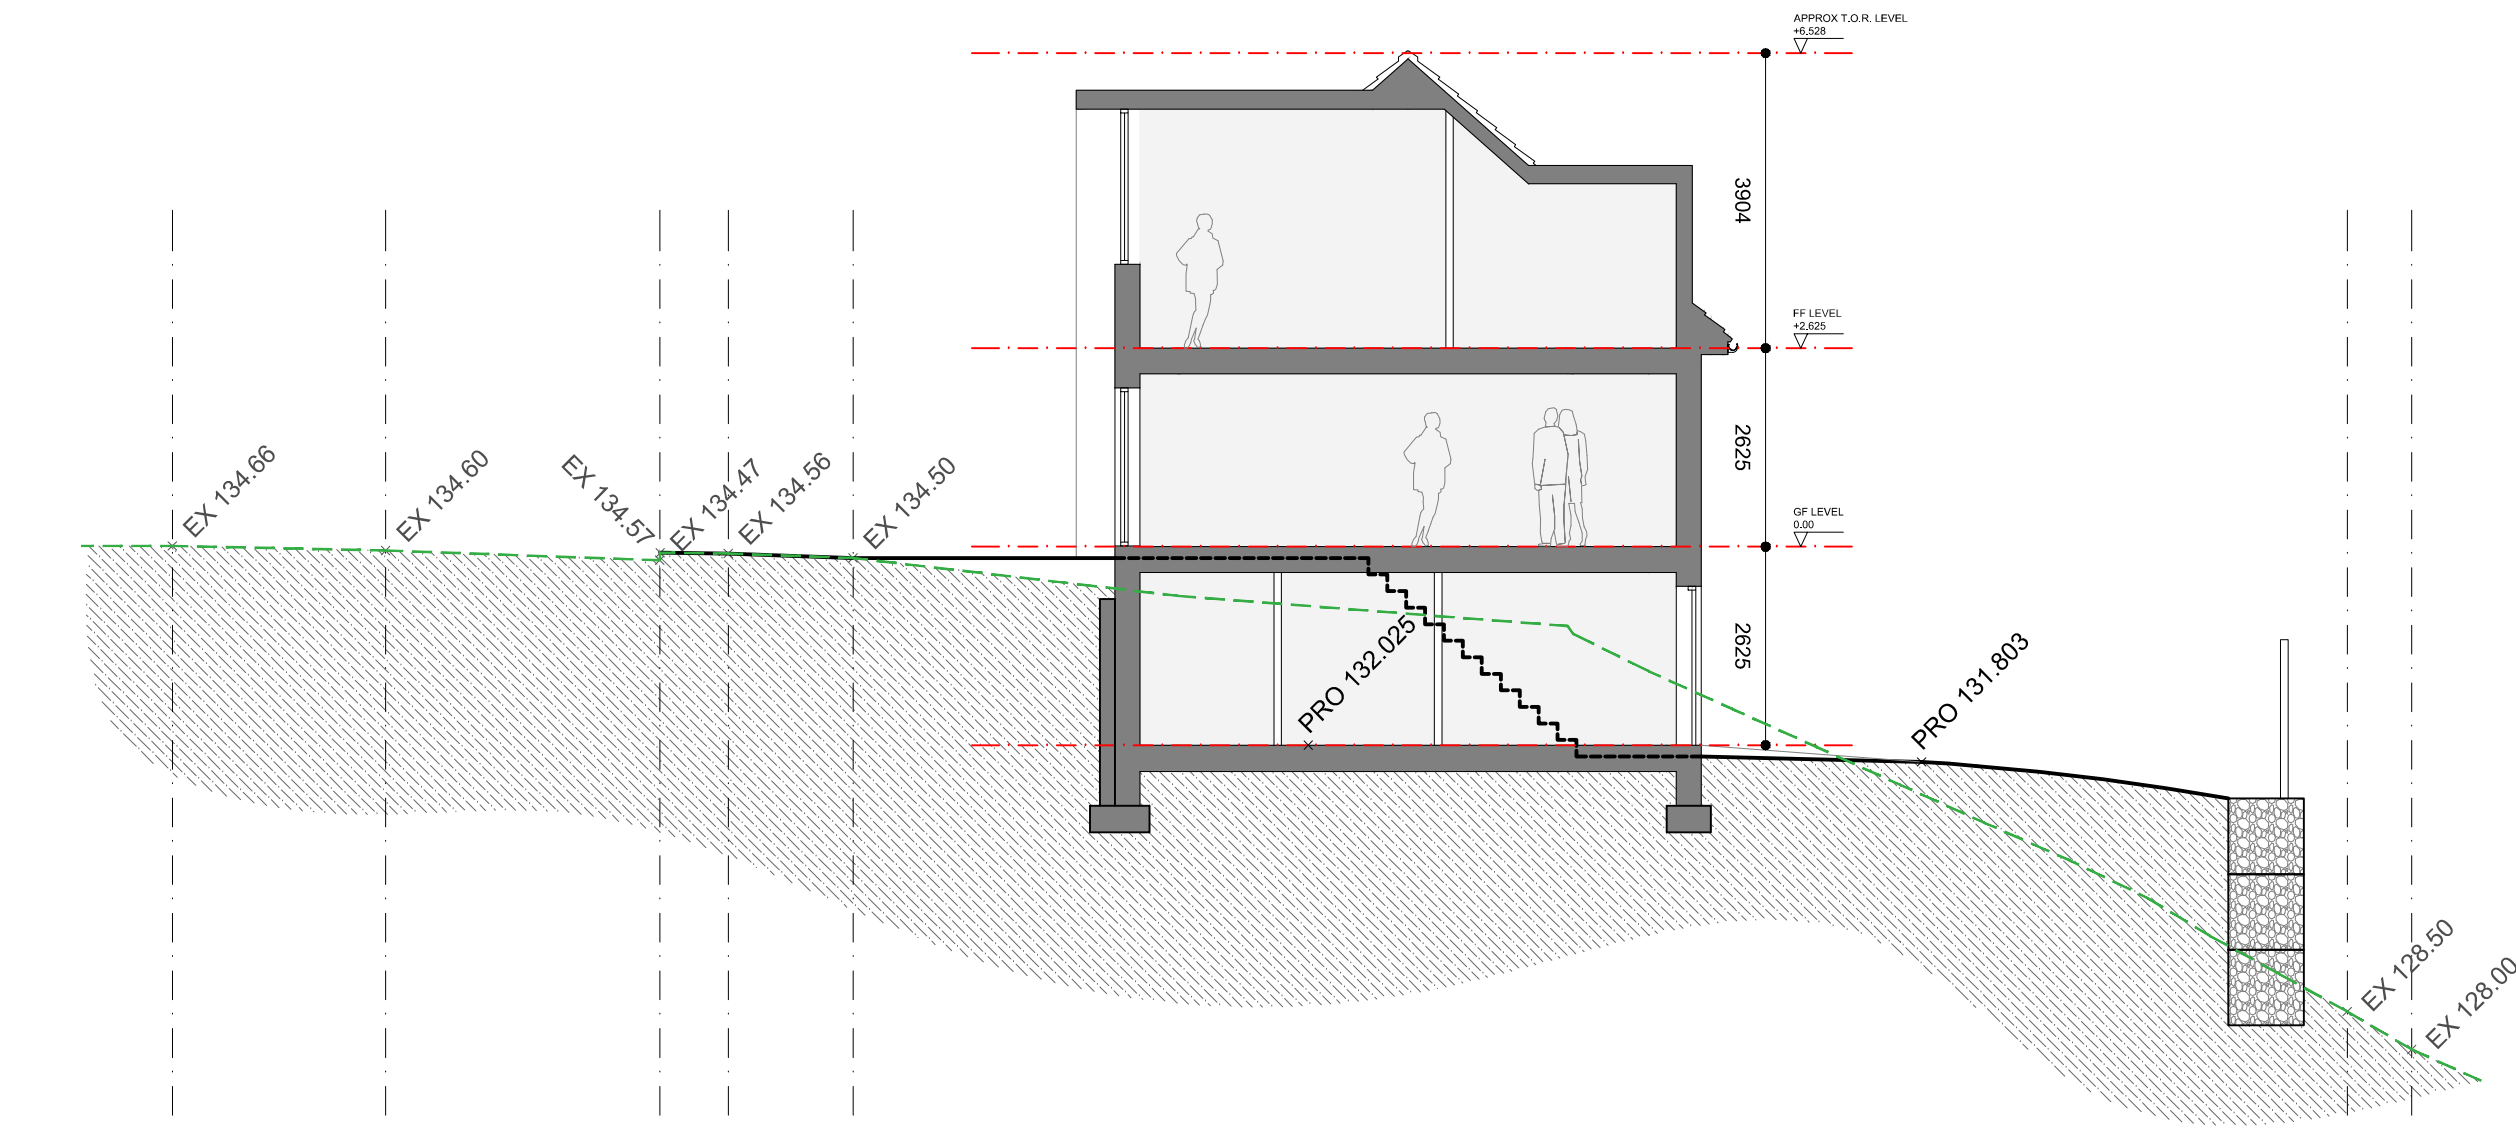 APPROX T.O.R. LEVEL
+6.528
3904
FF LEVEL
+2.625
2625
GF LEVEL
0.00
2625
EX 134.66
EX 134.60
EX 134.57
EX 134.47
EX 134.56
EX 134.50
PRO 132.025
PRO 131.803
EX 128.50
EX 128.00